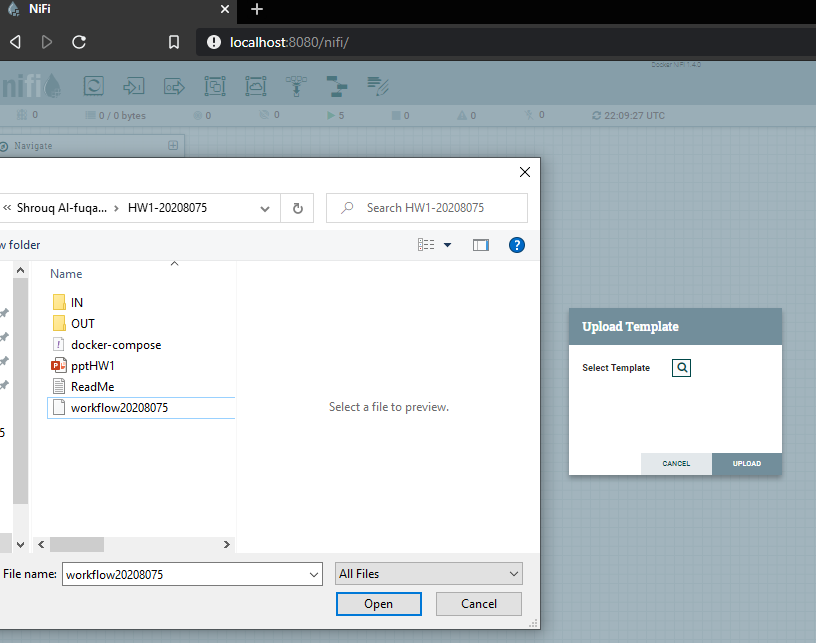 NiFi
localhost:8080/nifi/
nifi
0
0 / 0 bytes
0
0
5
0
0
0
22:09:27 UTC
Navigate
« Shrouq Al-fuqa... > HW1-20208075
Search HW1-20208075
w folder
Name
IN
OUT
docker-compose
pptHW1
ReadMe
workflow20208075
5
Select a file to preview.
File name: workflow20208075
All Files
Open
Cancel
Upload Template
Select Template
CANCEL
UPLOAD